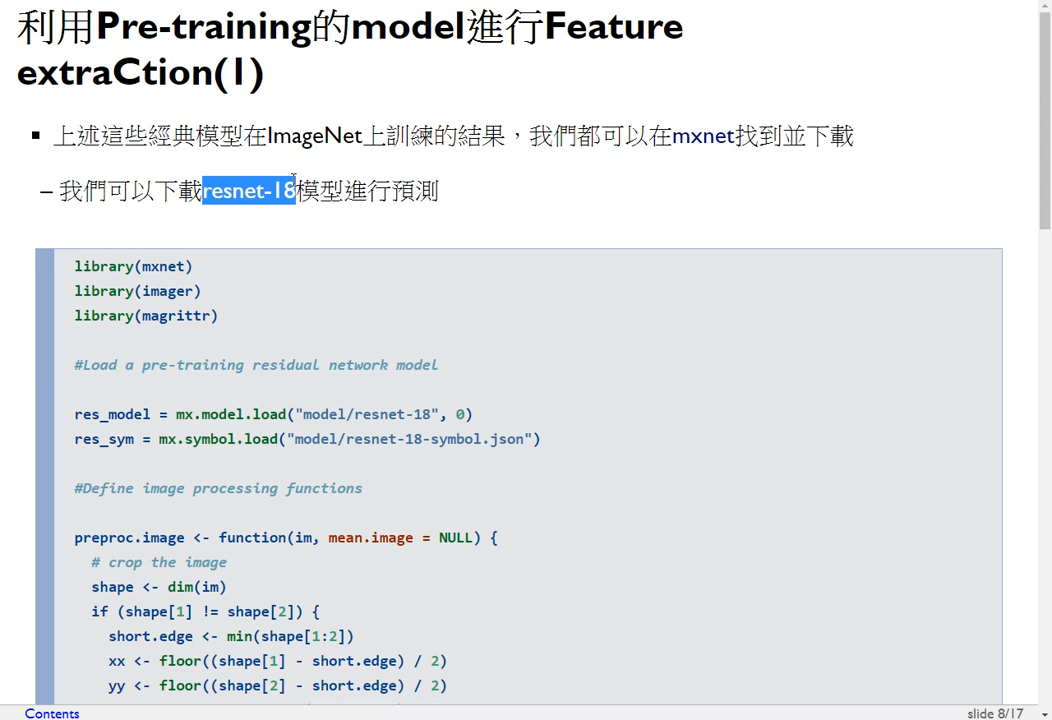 利用Pre-training的model進行Feature
extraCtion(1)
▪ 上述這些經典模型在ImageNet上訓練的結果，我們都可以在mxnet找到並下載
– 我們可以下載resnet-18模型進行預測
library(mxnet)
library(imager)
library(magrittr)
#Load a pre-training residual network model
res_model = mx.model.load("model/resnet-18", 0)
res_sym = mx.symbol.load("model/resnet-18-symbol.json")
#Define image processing functions
preproc.image <- function(im, mean.image = NULL) {
# crop the image
shape <- dim(im)
if (shape[1] != shape[2]) {
short.edge <- min(shape[1:2])
xx <- floor((shape[1] - short.edge) / 2)
yy <- floor((shape[2] - short.edge) / 2)
Contents
slide 8/17